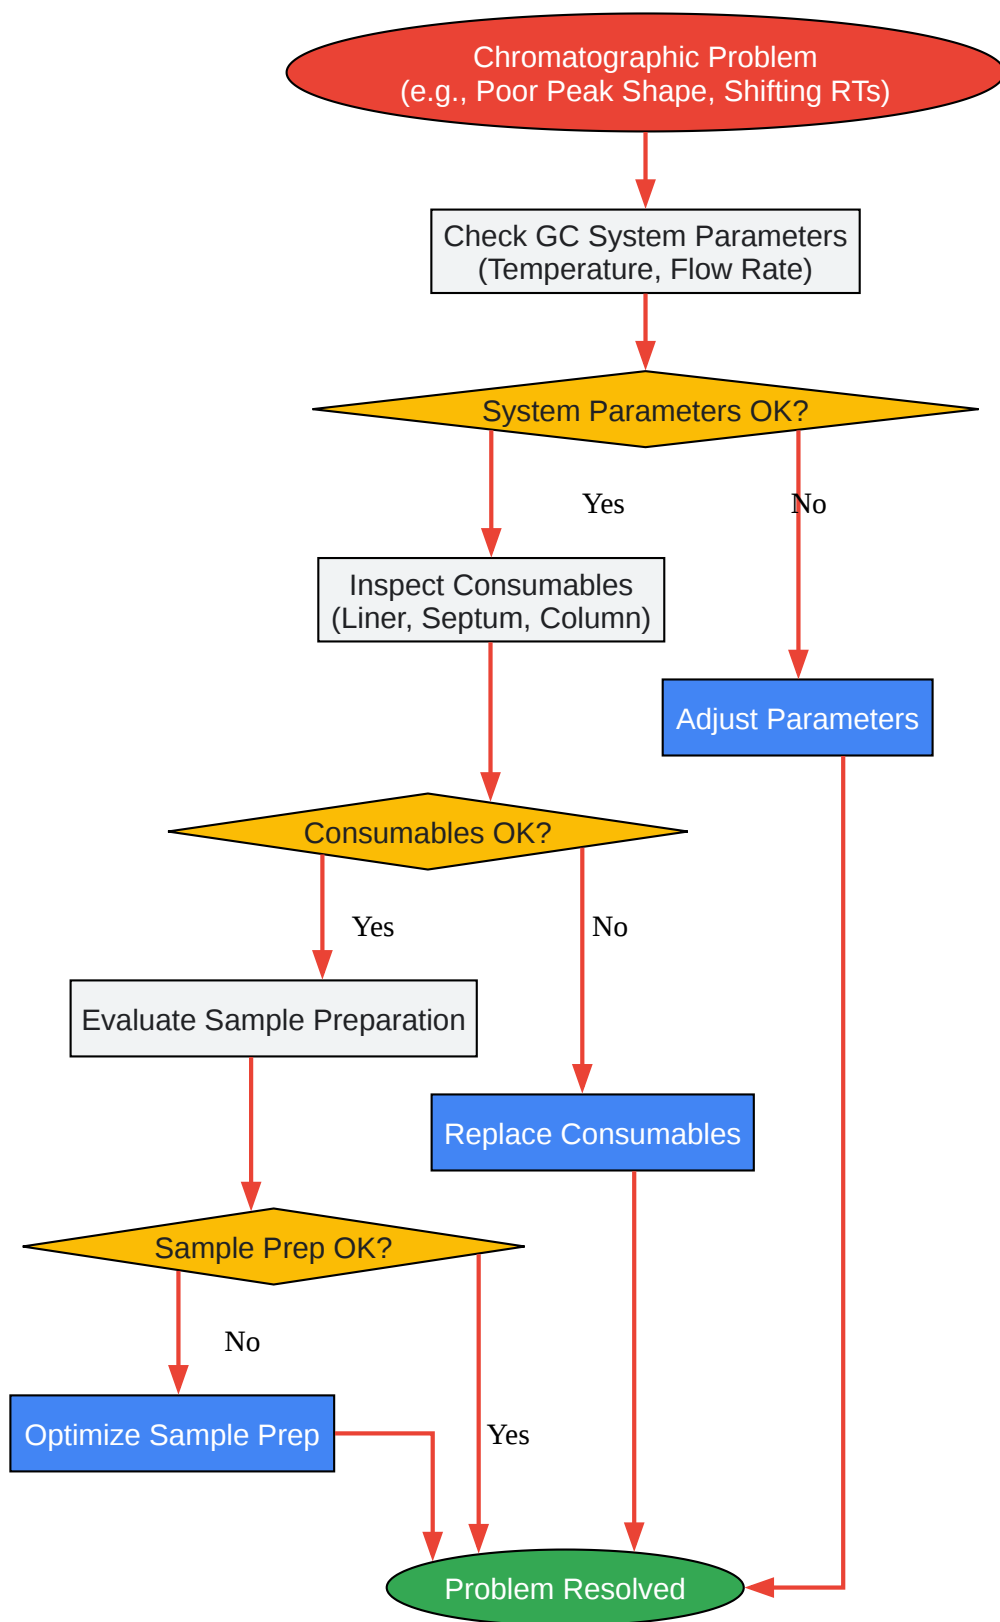 Chromatographic Problem
(e.g., Poor Peak Shape, Shifting RTs)
Check GC System Parameters
(Temperature, Flow Rate)
System Parameters OK?
Yes
No
Inspect Consumables
(Liner, Septum, Column)
Adjust Parameters
Consumables OK?
Yes
No
Evaluate Sample Preparation
Replace Consumables
Sample Prep OK?
No
Optimize Sample Prep
Yes
Problem Resolved